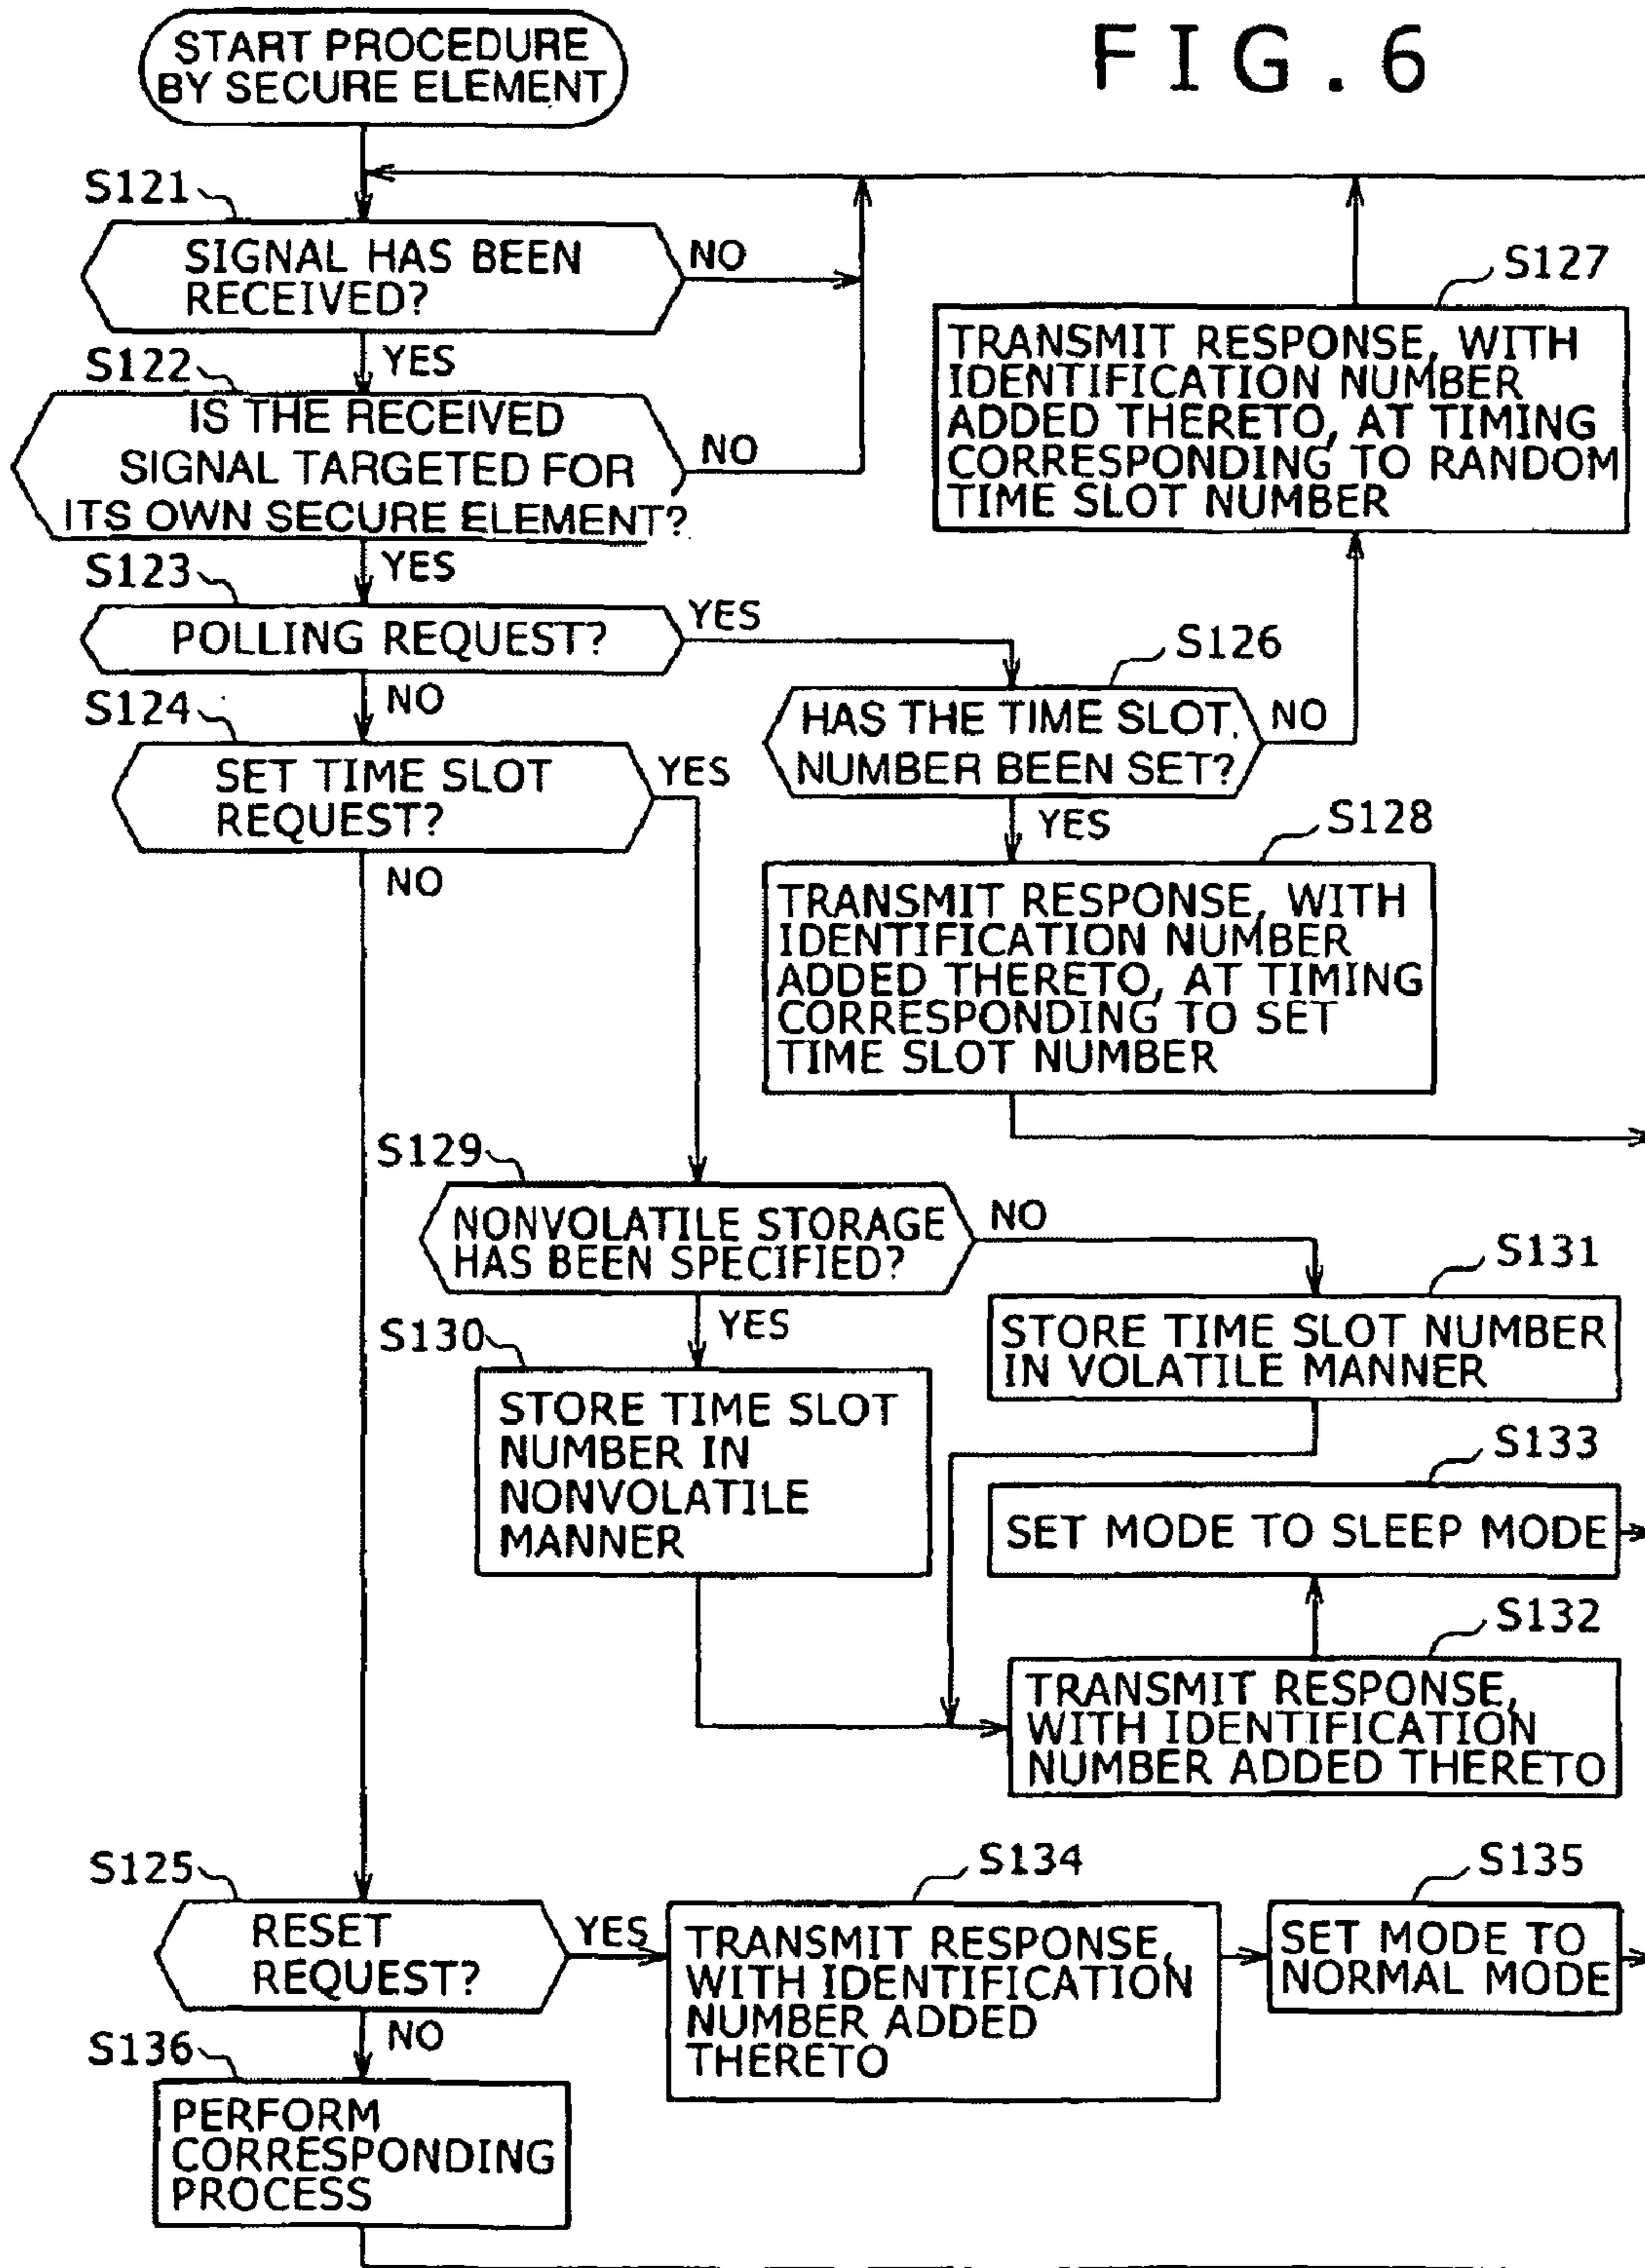 FIG.6
START PROCEDURE
BY SECURE ELEMENT
S121
SIGNAL HAS BEEN
RECEIVED?
NO
YES
S122
IS THE RECEIVED
SIGNAL TARGETED FOR
ITS OWN SECURE ELEMENT?
NO
YES
S123
POLLING REQUEST?
YES
NO
S124
SET TIME SLOT
REQUEST?
YES
NO
S126
HAS THE TIME SLOT
NUMBER BEEN SET?
NO
YES
S127
TRANSMIT RESPONSE, WITH
IDENTIFICATION NUMBER
ADDED THERETO, AT TIMING
CORRESPONDING TO RANDOM
TIME SLOT NUMBER
S128
TRANSMIT RESPONSE, WITH
IDENTIFICATION NUMBER
ADDED THERETO, AT TIMING
CORRESPONDING TO SET
TIME SLOT NUMBER
S129
NONVOLATILE STORAGE
HAS BEEN SPECIFIED?
NO
YES
S130
STORE TIME SLOT
NUMBER IN
NONVOLATILE
MANNER
S131
STORE TIME SLOT NUMBER
IN VOLATILE MANNER
S133
SET MODE TO SLEEP MODE
S132
TRANSMIT RESPONSE,
WITH IDENTIFICATION
NUMBER ADDED THERETO
S125
RESET
REQUEST?
YES
NO
S134
TRANSMIT RESPONSE,
WITH IDENTIFICATION
NUMBER ADDED
THERETO
S135
SET MODE TO
NORMAL MODE
S136
PERFORM
CORRESPONDING
PROCESS